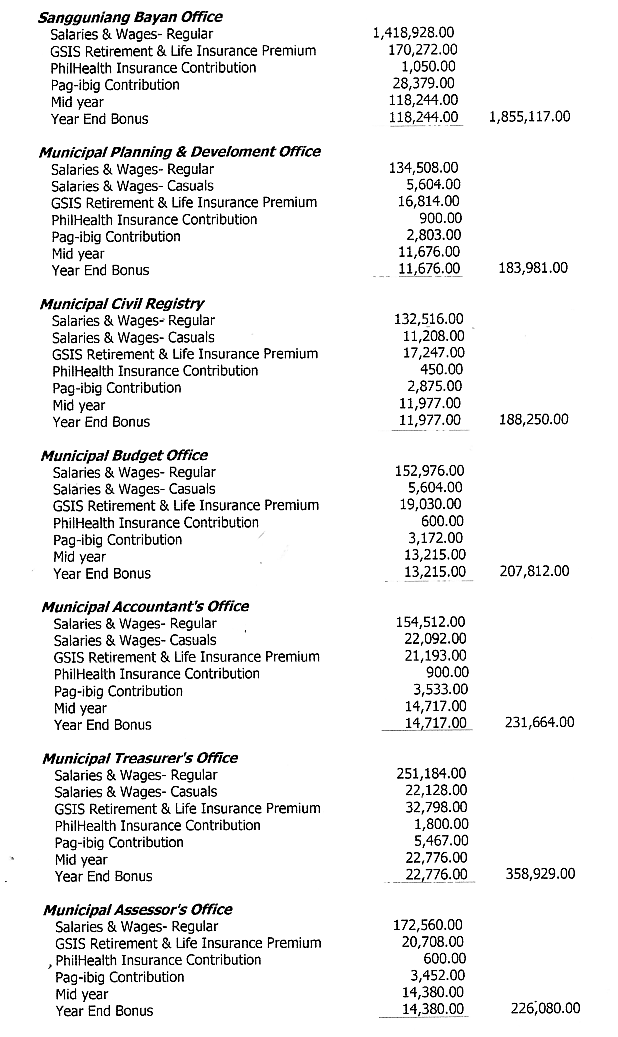 Sangguniang Bayan Office
Salaries & Wages- Regular 1,418,928.00
GSIS Retirement & Life Insurance Premium 170,272.00
PhilHealth Insurance Contribution 1,050.00
Pag-ibig Contribution 28,379.00
Mid year 118,244.00
Year End Bonus 118,244.00 1,855,117.00
Municipal Planning & Develoment Office
Salaries & Wages- Regular 134,508.00
Salaries & Wages- Casuals 5,604.00
GSIS Retirement & Life Insurance Premium 16,814.00
PhilHealth Insurance Contribution 900.00
Pag-ibig Contribution 2,803.00
Mid year 11,676.00
Year End Bonus 11,676.00 183,981.00
Municipal Civil Registry
Salaries & Wages- Regular 132,516.00
Salaries & Wages- Casuals 11,208.00
GSIS Retirement & Life Insurance Premium 17,247.00
PhilHealth Insurance Contribution 450.00
Pag-ibig Contribution 2,875.00
Mid year 11,977.00
Year End Bonus 11,977.00 188,250.00
Municipal Budget Office
Salaries & Wages- Regular 152,976.00
Salaries & Wages- Casuals 5,604.00
GSIS Retirement & Life Insurance Premium 19,030.00
PhilHealth Insurance Contribution 600.00
Pag-ibig Contribution 3,172.00
Mid year 13,215.00
Year End Bonus 13,215.00 207,812.00
Municipal Accountant's Office
Salaries & Wages- Regular 154,512.00
Salaries & Wages- Casuals 22,092.00
GSIS Retirement & Life Insurance Premium 21,193.00
PhilHealth Insurance Contribution 900.00
Pag-ibig Contribution 3,533.00
Mid year 14,717.00
Year End Bonus 14,717.00 231,664.00
Municipal Treasurer's Office
Salaries & Wages- Regular 251,184.00
Salaries & Wages- Casuals 22,128.00
GSIS Retirement & Life Insurance Premium 32,798.00
PhilHealth Insurance Contribution 1,800.00
Pag-ibig Contribution 5,467.00
Mid year 22,776.00
Year End Bonus 22,776.00 358,929.00
Municipal Assessor's Office
Salaries & Wages- Regular 172,560.00
GSIS Retirement & Life Insurance Premium 20,708.00
PhilHealth Insurance Contribution 600.00
Pag-ibig Contribution 3,452.00
Mid year 14,380.00
Year End Bonus 14,380.00 226,080.00